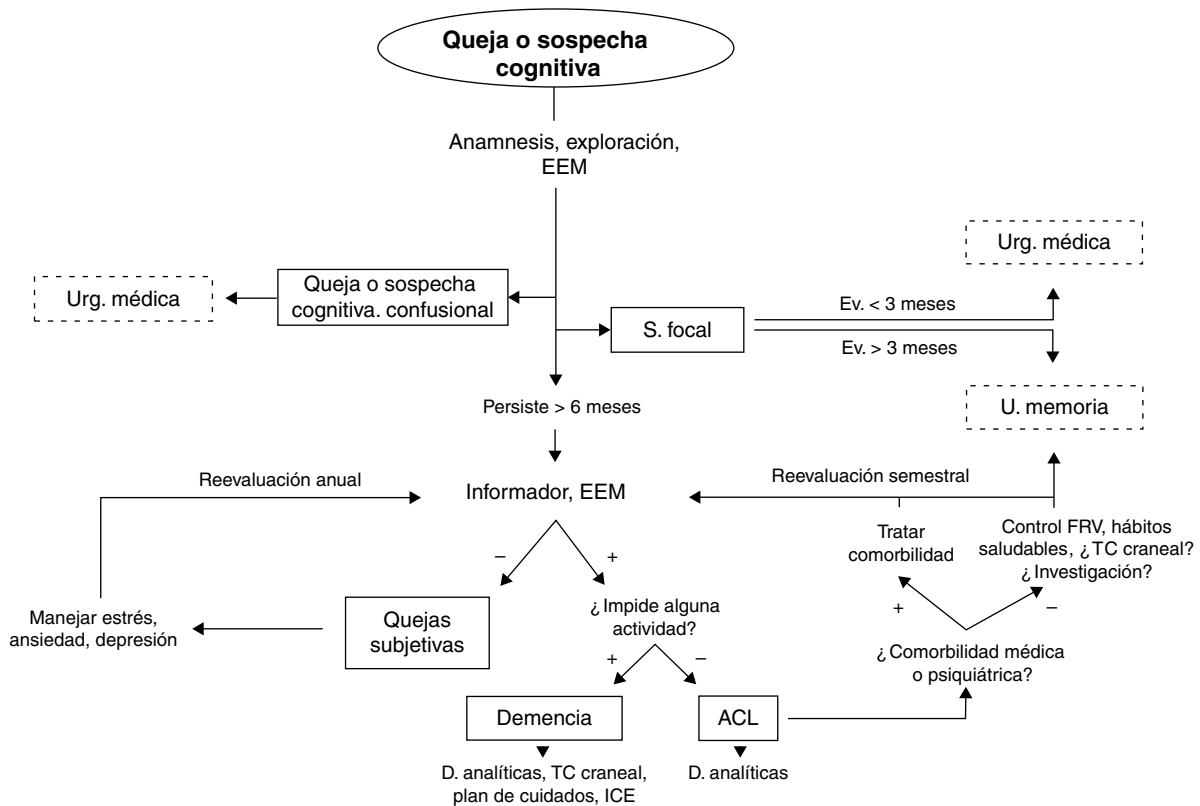 Queja o sospecha
cognitiva
Anamnesis, exploración,
EEM
Urg. médica
Queja o sospecha
cognitiva. confusional
S. focal
Ev. < 3 meses
Ev. > 3 meses
Urg. médica
U. memoria
Persiste > 6 meses
Reevaluación anual
Informador, EEM
Reevaluación semestral
–
+
Tratar
comorbilidad
Control FRV, hábitos
saludables, ¿TC craneal?
¿Investigación?
+
–
¿Comorbilidad médica
o psiquiátrica?
Manejar estrés,
ansiedad, depresión
Quejas
subjetivas
¿Impide alguna
actividad?
+
–
Demencia
ACL
D. analíticas, TC craneal,
plan de cuidados, ICE
D. analíticas